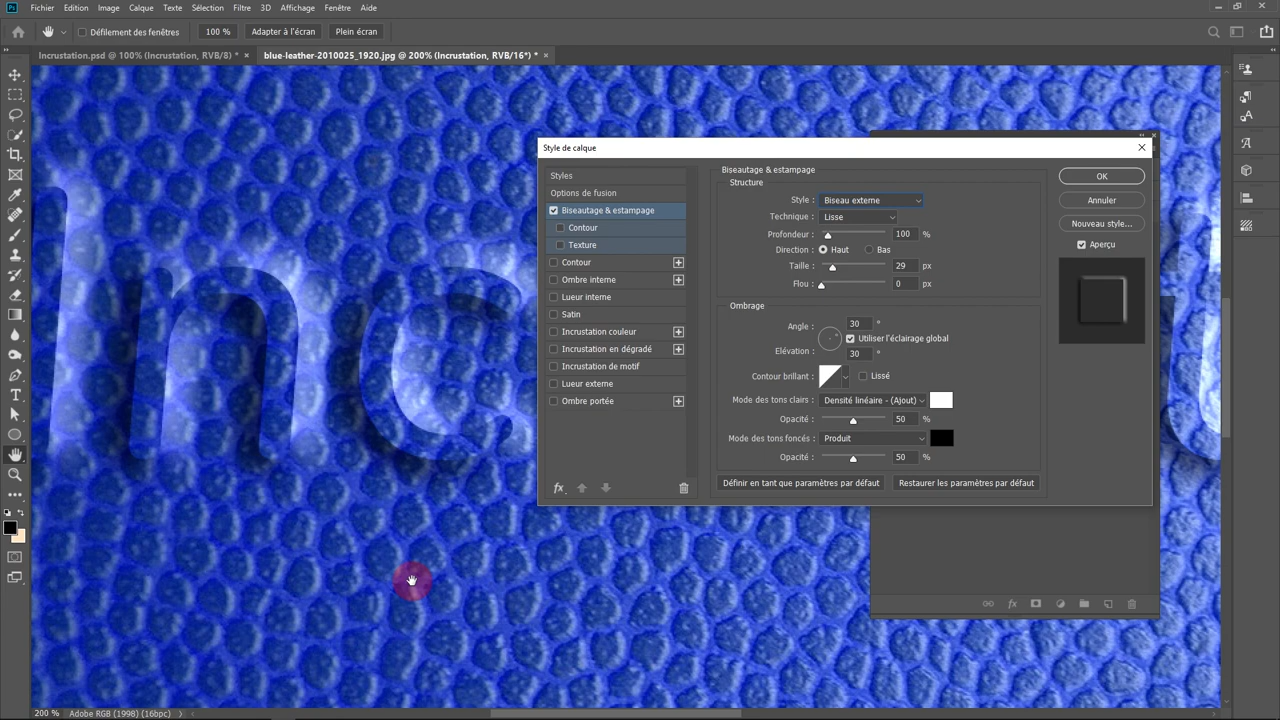 Ps Fichier Edition Image Calque Texte Sélection Filtre 3D Affichage Fenêtre Aide
Défilement des fenêtres 100 % Adapter à l'écran Plein écran
Incrustation.psd @ 100% (Incrustation, RVB/8) * × blue-leather-2010025_1920.jpg @ 200% (Incrustation, RVB/16*) * ×
Inc
Style de calque
Styles
Options de fusion
Biseautage & estampage
Contour
Texture
Contour
Ombre interne
Lueur interne
Satin
Incrustation couleur
Incrustation en dégradé
Incrustation de motif
Lueur externe
Ombre portée
fx
Biseautage & estampage
Structure
Style : Biseau externe
Technique : Lisse
Profondeur : 100 %
Direction : Haut Bas
Taille : 29 px
Flou : 0 px
Ombrage
Angle : 30 °
Utiliser l'éclairage global
Elévation : 30 °
Contour brillant : Lissé
Mode des tons clairs : Densité linéaire - (Ajout)
Opacité : 50 %
Mode des tons foncés : Produit
Opacité : 50 %
Définir en tant que paramètres par défaut Restaurer les paramètres par défaut
OK
Annuler
Nouveau style...
Aperçu
fx
200 % Adobe RGB (1998) (16bpc)